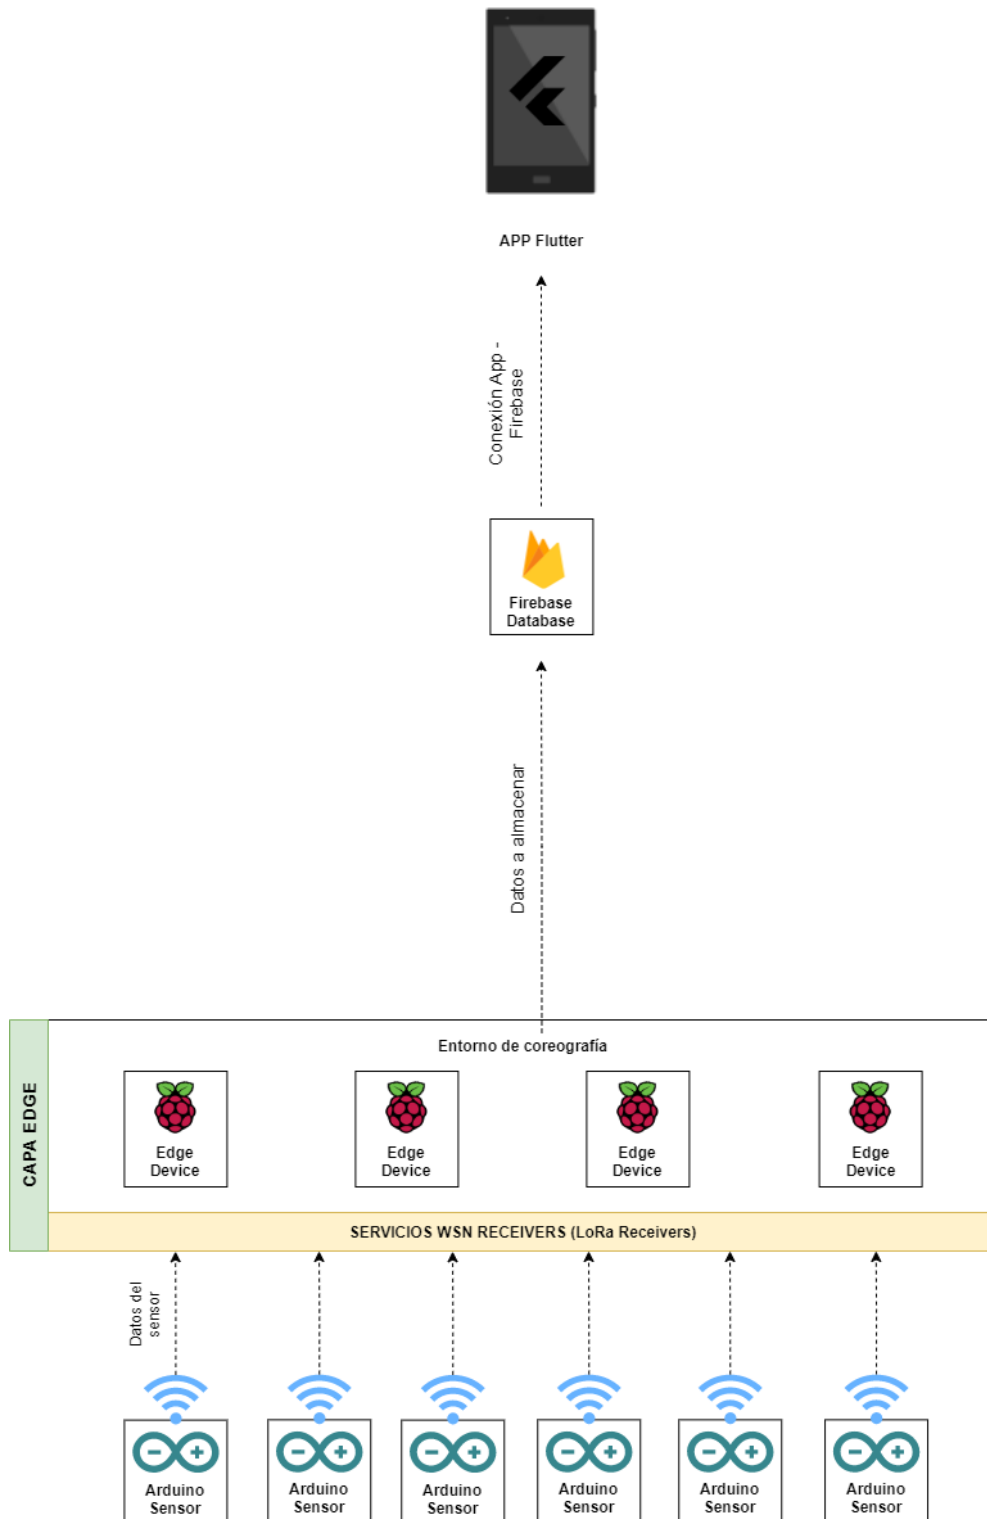 APP Flutter
Conexión App -
Firebase
Firebase
Database
Datos a almacenar
CAPA EDGE
Entorno de coreografía
Edge
Device
Edge
Device
Edge
Device
Edge
Device
SERVICIOS WSN RECEIVERS (LoRa Receivers)
Datos del
sensor
Arduino
Sensor
Arduino
Sensor
Arduino
Sensor
Arduino
Sensor
Arduino
Sensor
Arduino
Sensor